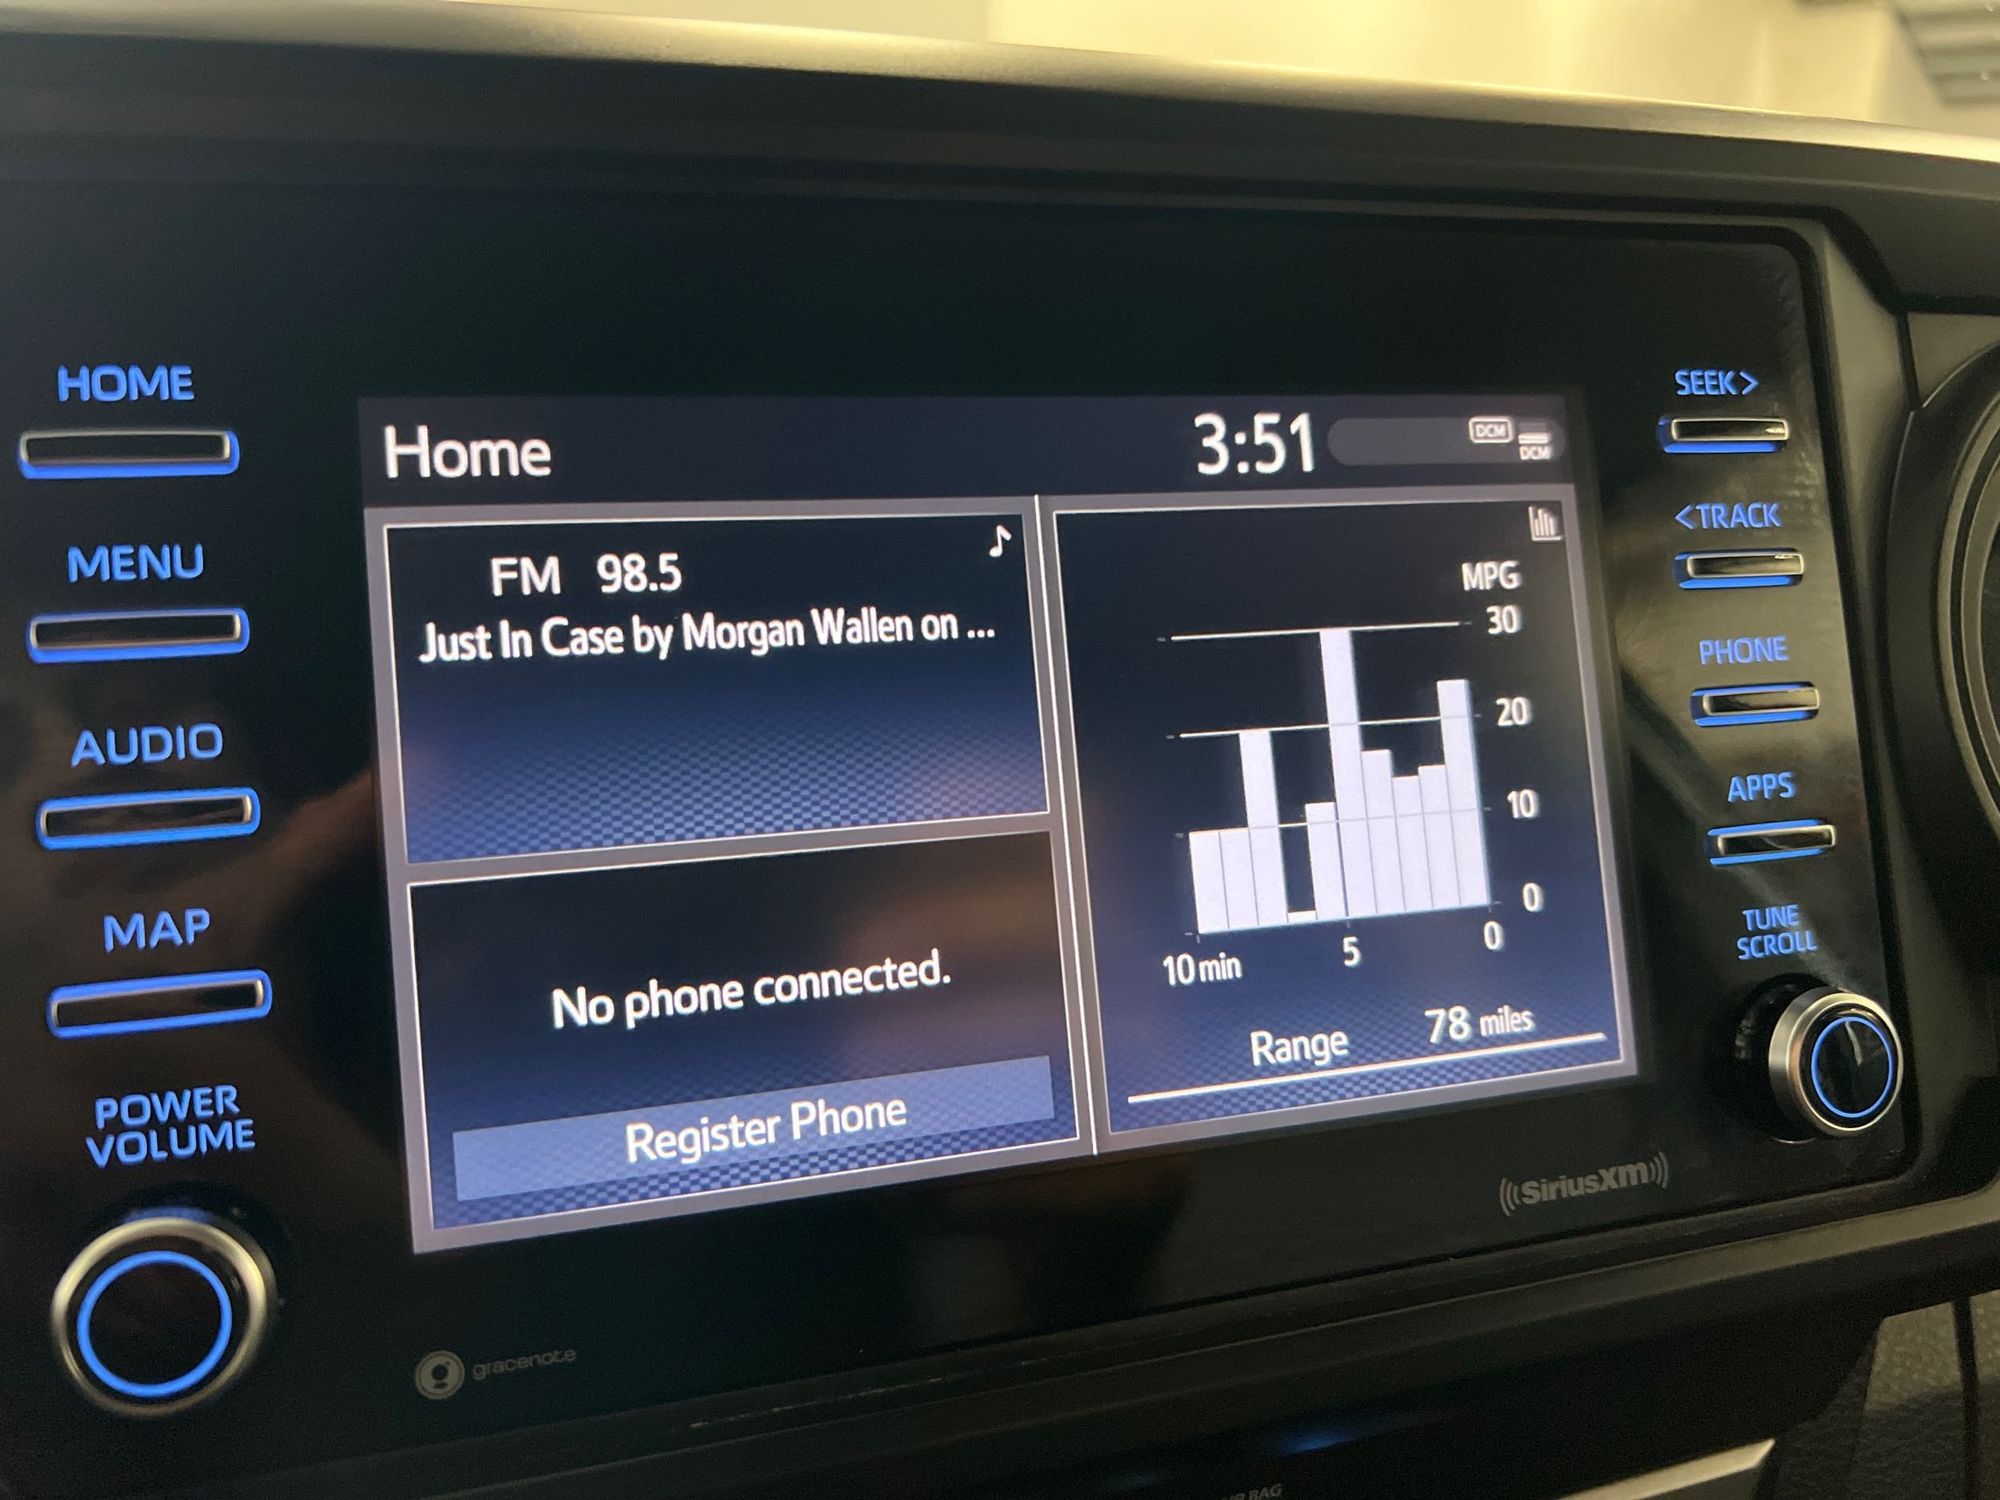 HOME
MENU
AUDIO
MAP
POWER
VOLUME
Home
3:51
DCM
DCM
FM 98.5
Just In Case by Morgan Wallen on ...
No phone connected.
Register Phone
MPG
30
20
10
0
10 min
5
0
Range 78 miles
SEEK >
< TRACK
PHONE
APPS
TUNE
SCROLL
((SiriusXM))
gracenote
BAG